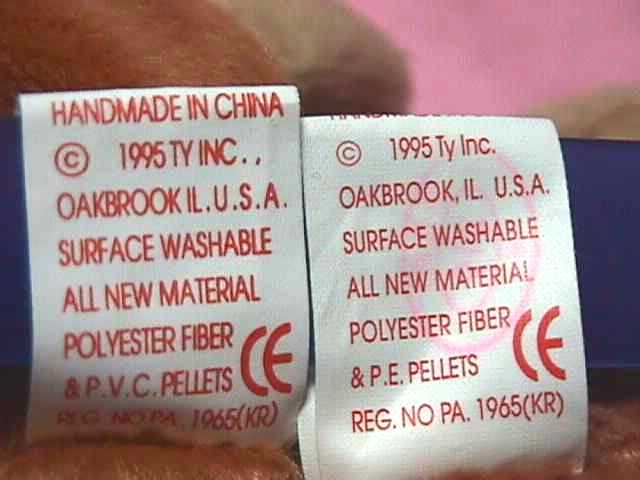 HANDMADE IN CHINA
© 1995 TY INC. ,
OAKBROOK IL. U.S.A.
SURFACE WASHABLE
ALL NEW MATERIAL
POLYESTER FIBER
& P.V.C. PELLETS CE
REG. NO PA. 1965(KR)
© 1995 Ty Inc.
OAKBROOK, IL. U.S.A.
SURFACE WASHABLE
ALL NEW MATERIAL
POLYESTER FIBER
& P.E. PELLETS CE
REG. NO PA. 1965(KR)